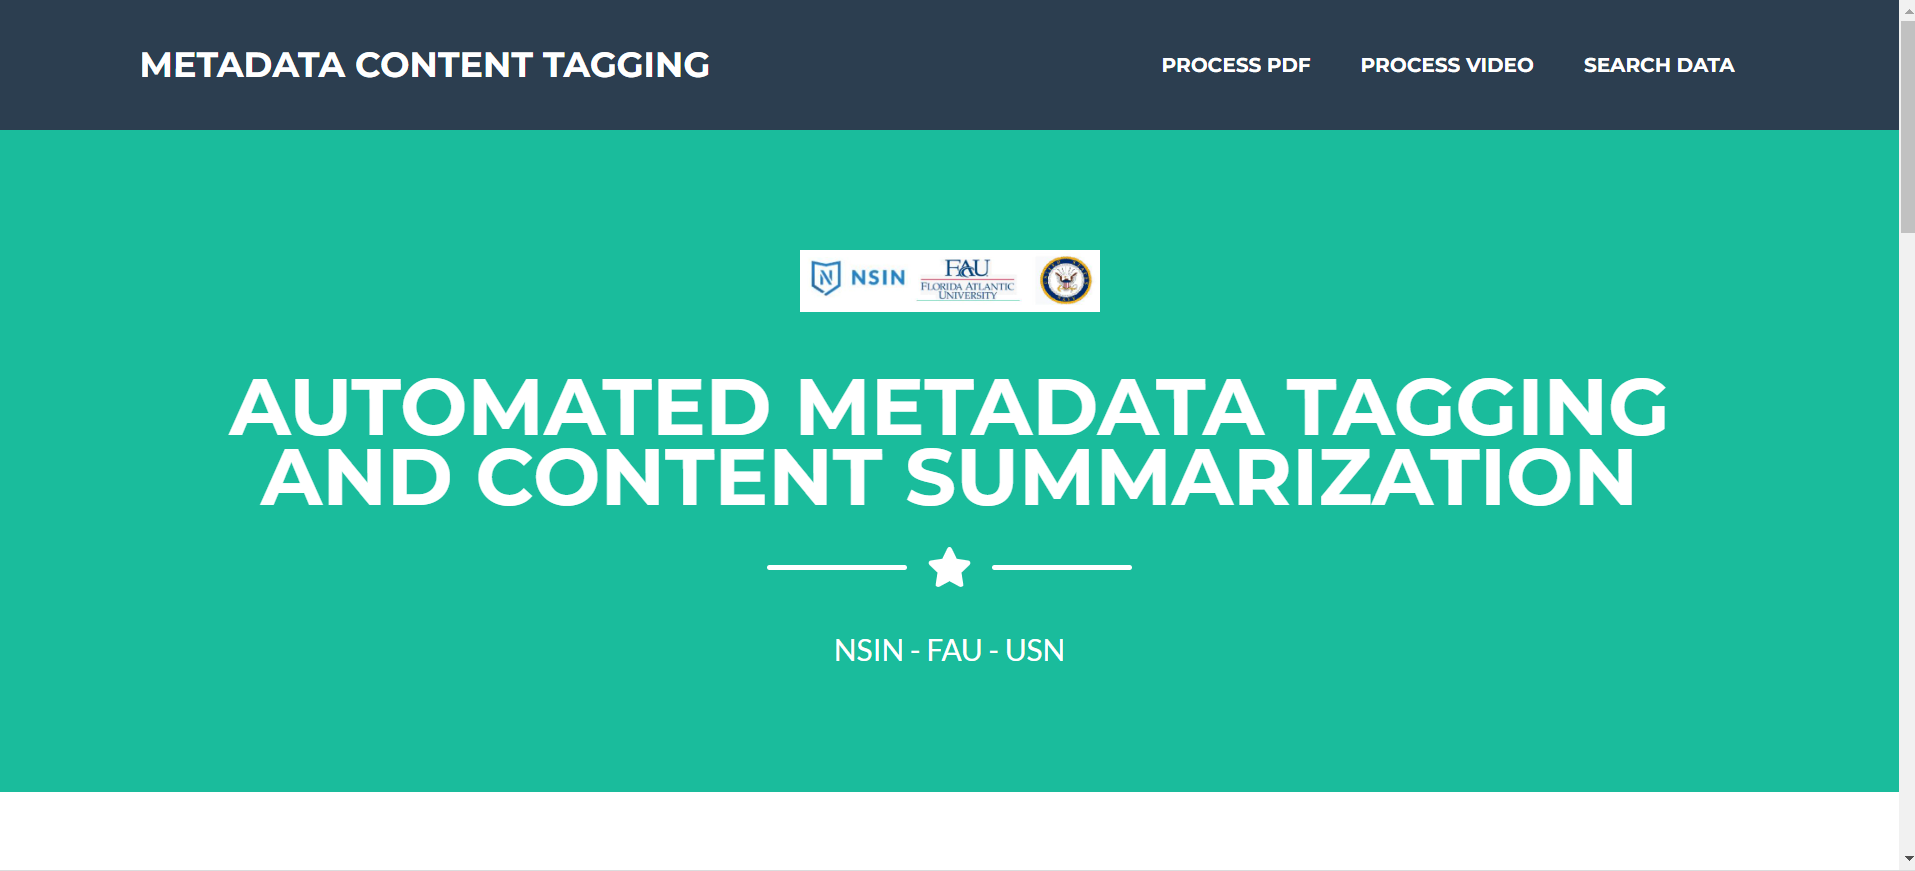 METADATA CONTENT TAGGING
PROCESS PDF
PROCESS VIDEO
SEARCH DATA
N NSIN
FAU
FLORIDA ATLANTIC
UNIVERSITY
AUTOMATED METADATA TAGGING
AND CONTENT SUMMARIZATION
NSIN - FAU - USN